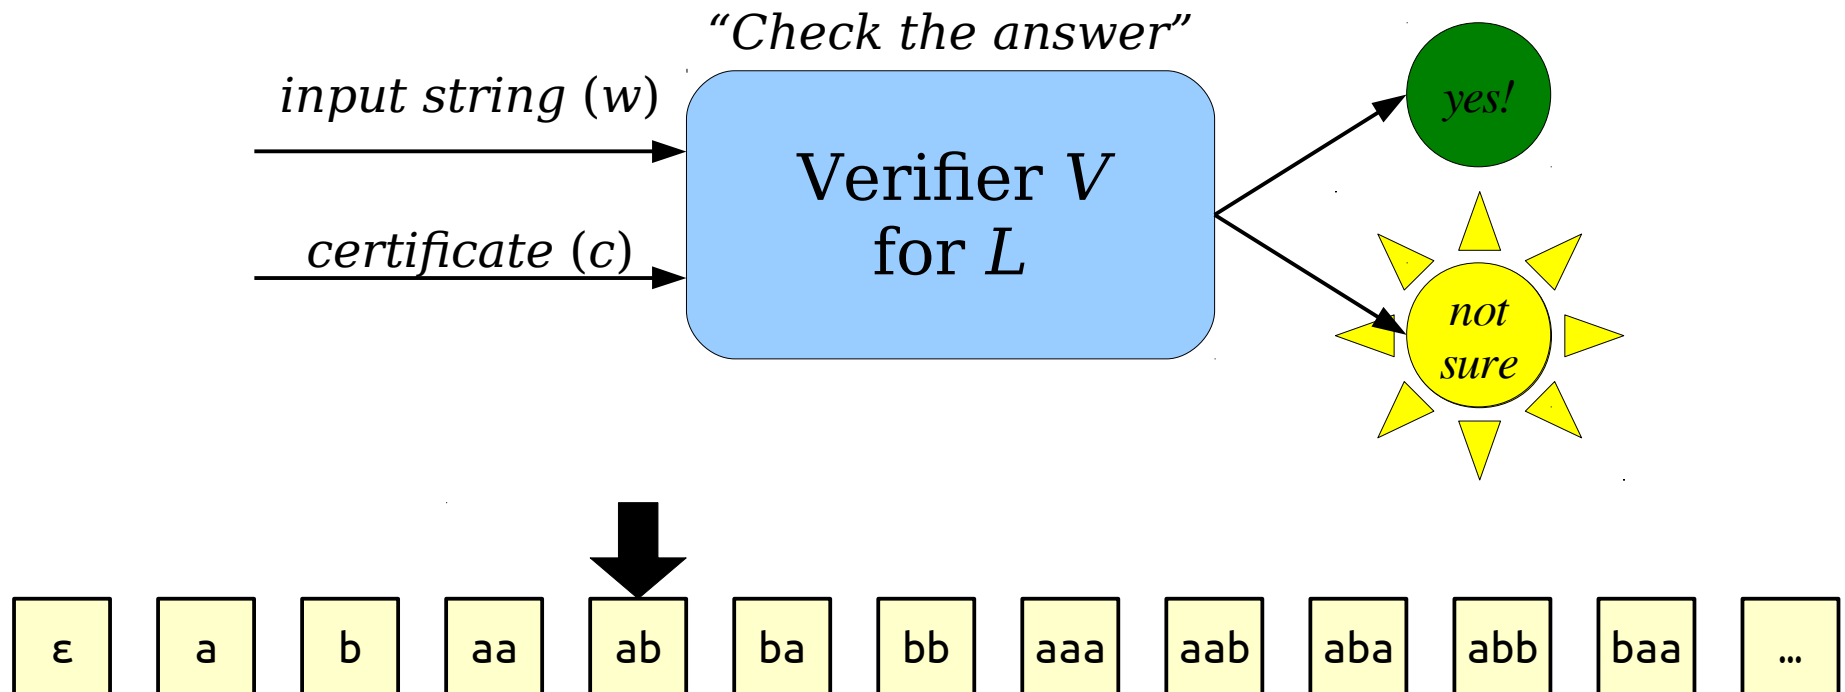 “Check the answer”
input string (w)
yes!
Verifier V
for L
certificate (c)
not
sure
ε a b aa ab ba bb aaa aab aba abb baa …